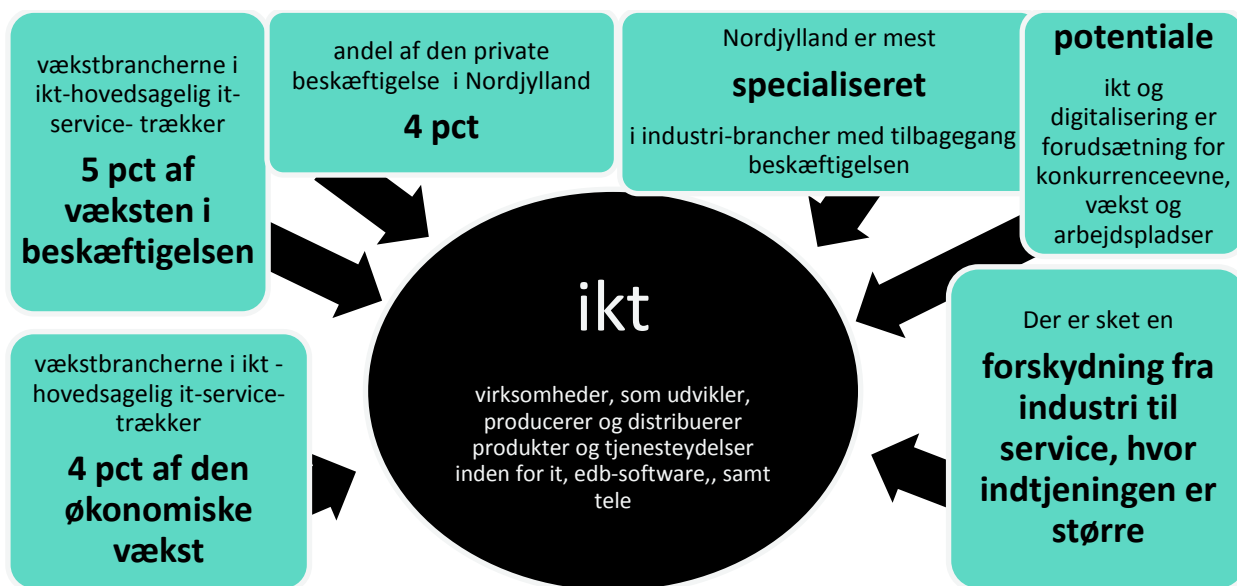 vækstbrancherne i
ikt-hovedsagelig it-
service- trækker
5 pct af
væksten i
beskæftigelsen
andel af den private
beskæftigelse i Nordjylland
4 pct
Nordjylland er mest
specialiseret
i industri-brancher med tilbagegang i
beskæftigelsen
potentiale
ikt og
digitalisering er
forudsætning for
konkurrenceevne,
vækst og
arbejdspladser
vækstbrancherne i ikt -
hovedsagelig it-service-
trækker
4 pct af den
økonomiske
vækst
ikt
virksomheder, som udvikler,
producerer og distribuerer
produkter og tjenesteydelser
inden for it, edb-software,, samt
tele
Der er sket en
forskydning fra
industri til
service, hvor
indtjeningen er
større